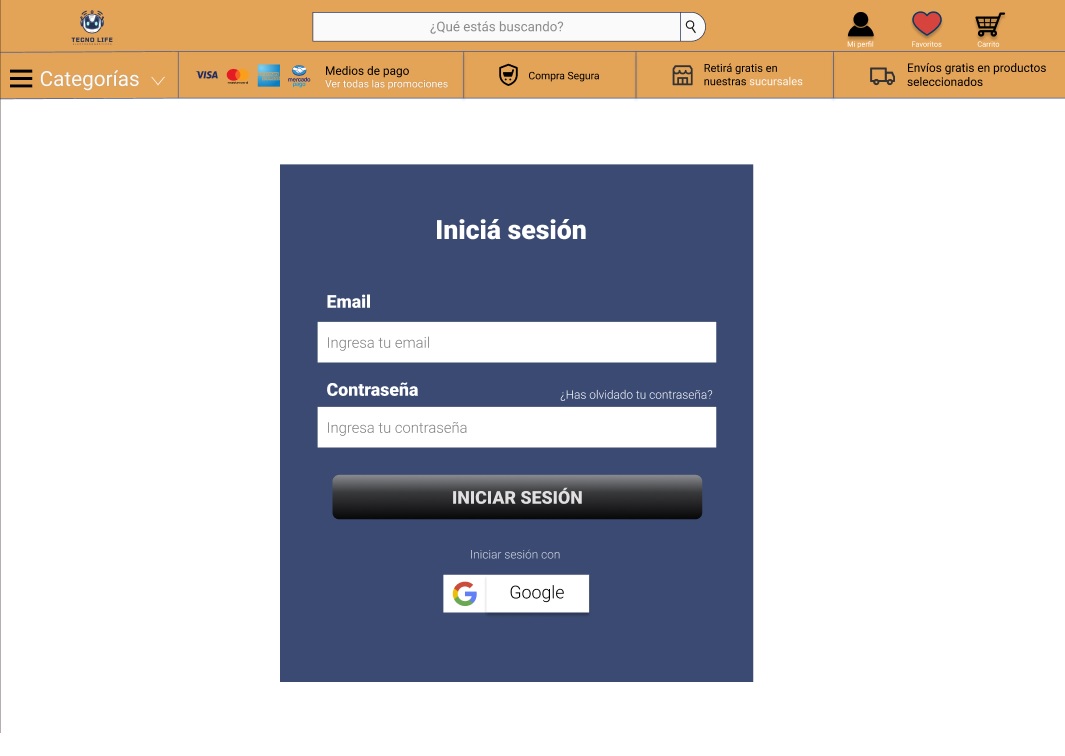 TECNO LIFE
¿Qué estás buscando?
Mi perfil
Favoritos
Carrito
Categorías
VISA
mercado
pago
Medios de pago
Ver todas las promociones
Compra Segura
Retirá gratis en
nuestras sucursales
Envíos gratis en productos
seleccionados
Iniciá sesión
Email
Ingresa tu email
Contraseña
¿Has olvidado tu contraseña?
Ingresa tu contraseña
INICIAR SESIÓN
Iniciar sesión con
Google